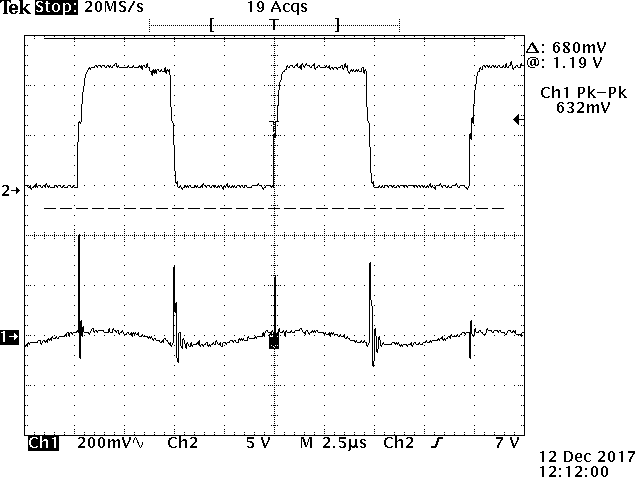 Tek Stop: 20MS/s 19 Acqs
[ T ]
Δ: 680mV
@: 1.19 V
Ch1 Pk–Pk
632mV
2→
1→
Ch1 200mV∿ Ch2 5 V M 2.5µs Ch2 ƒ 7 V
12 Dec 2017
12:12:00